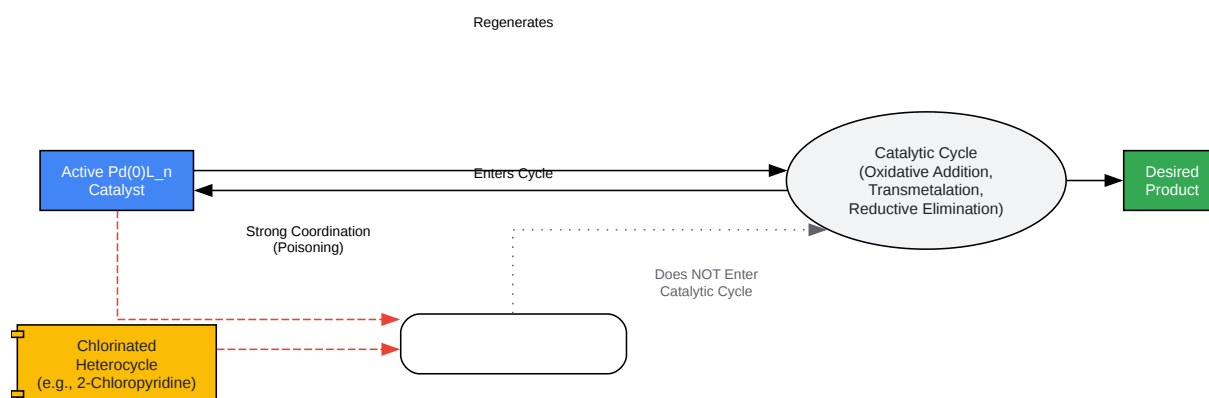 Regenerates
Active Pd(0)L_n
Catalyst
Enters Cycle
Catalytic Cycle
(Oxidative Addition,
Transmetalation,
Reductive Elimination)
Desired
Product
Strong Coordination
(Poisoning)
Does NOT Enter
Catalytic Cycle
Chlorinated
Heterocycle
(e.g., 2-Chloropyridine)